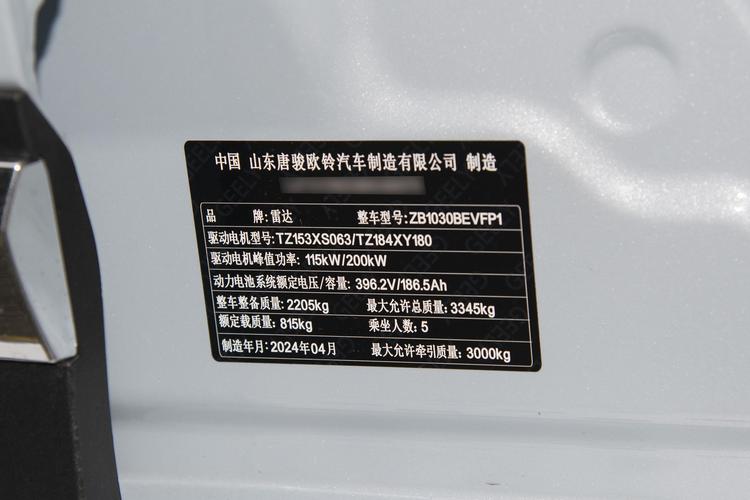 中国 山东唐骏欧铃汽车制造有限公司 制造
品 牌:雷达 整车型号:ZB1030BEVFP1
驱动电机型号:TZ153XS063/TZ184XY180
驱动电机峰值功率: 115kW/200kW
动力电池系统额定电压/容量: 396.2V/186.5Ah
整车整备质量: 2205kg 最大允许总质量: 3345kg
额定载质量: 815kg 乘坐人数: 5
制造年月: 2024年04月 最大允许牵引质量: 3000kg